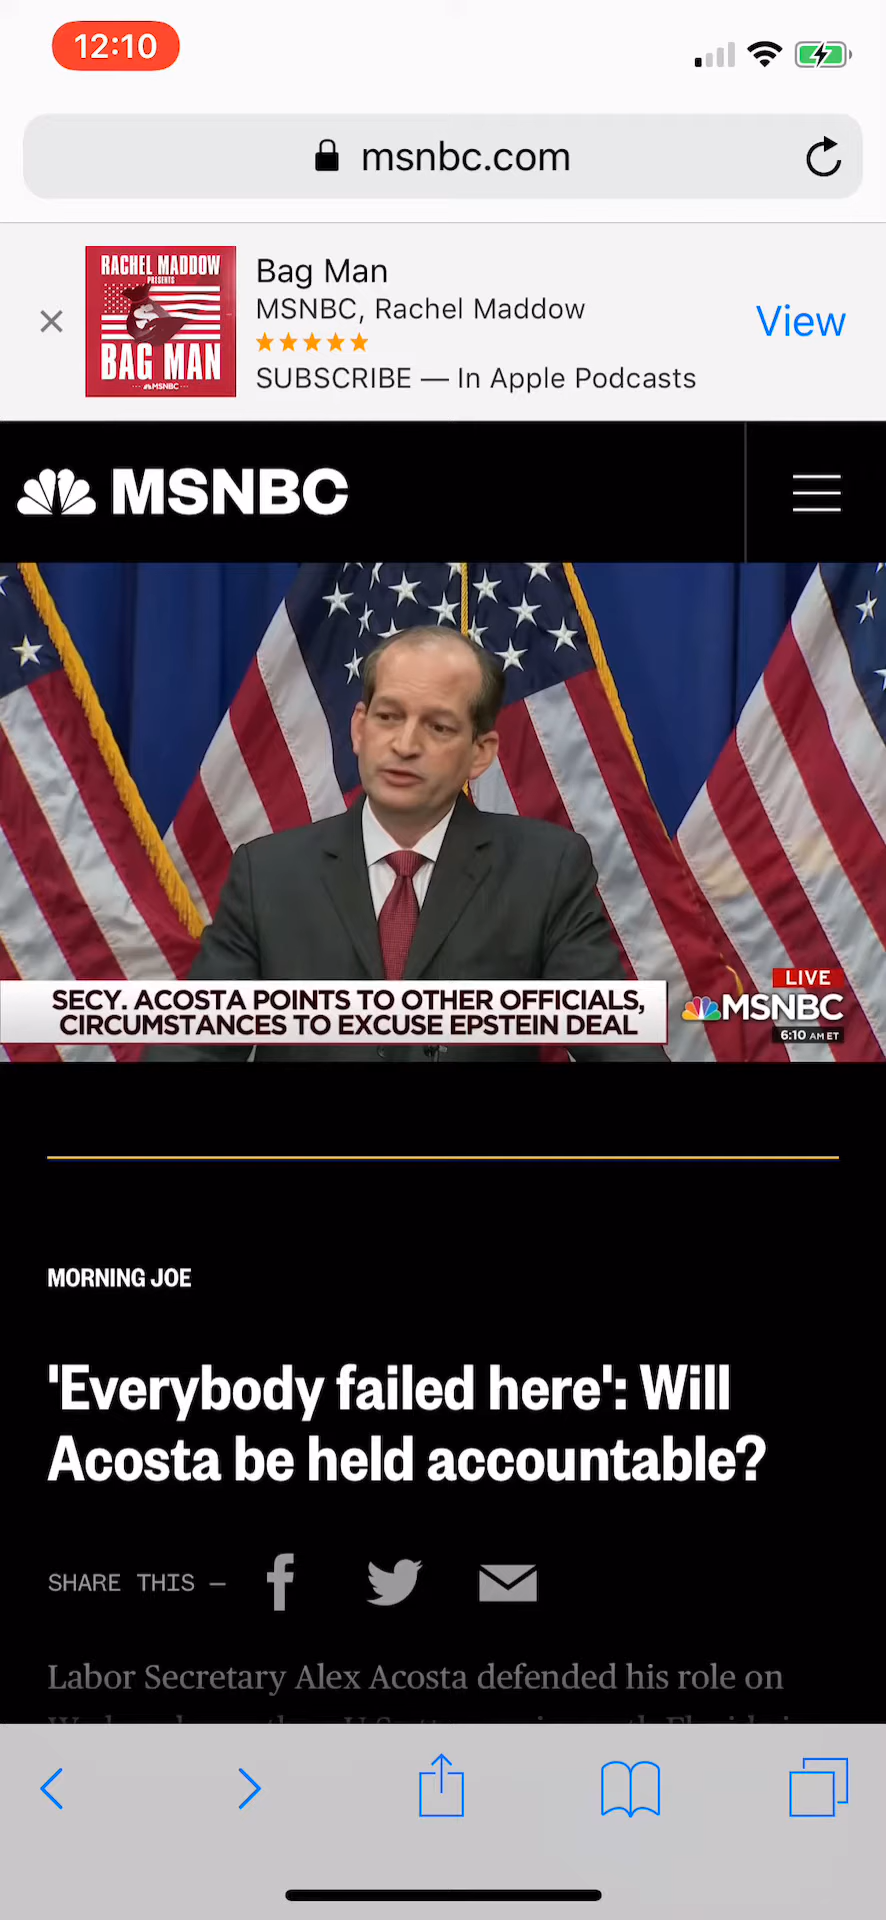 12:10
msnbc.com
RACHEL MADDOW
PRESENTS
BAG MAN
MSNBC
Bag Man
MSNBC, Rachel Maddow
SUBSCRIBE — In Apple Podcasts
View
MSNBC
SECY. ACOSTA POINTS TO OTHER OFFICIALS,
CIRCUMSTANCES TO EXCUSE EPSTEIN DEAL
LIVE
MSNBC
6:10 AM ET
MORNING JOE
'Everybody failed here': Will
Acosta be held accountable?
SHARE THIS —
Labor Secretary Alex Acosta defended his role on